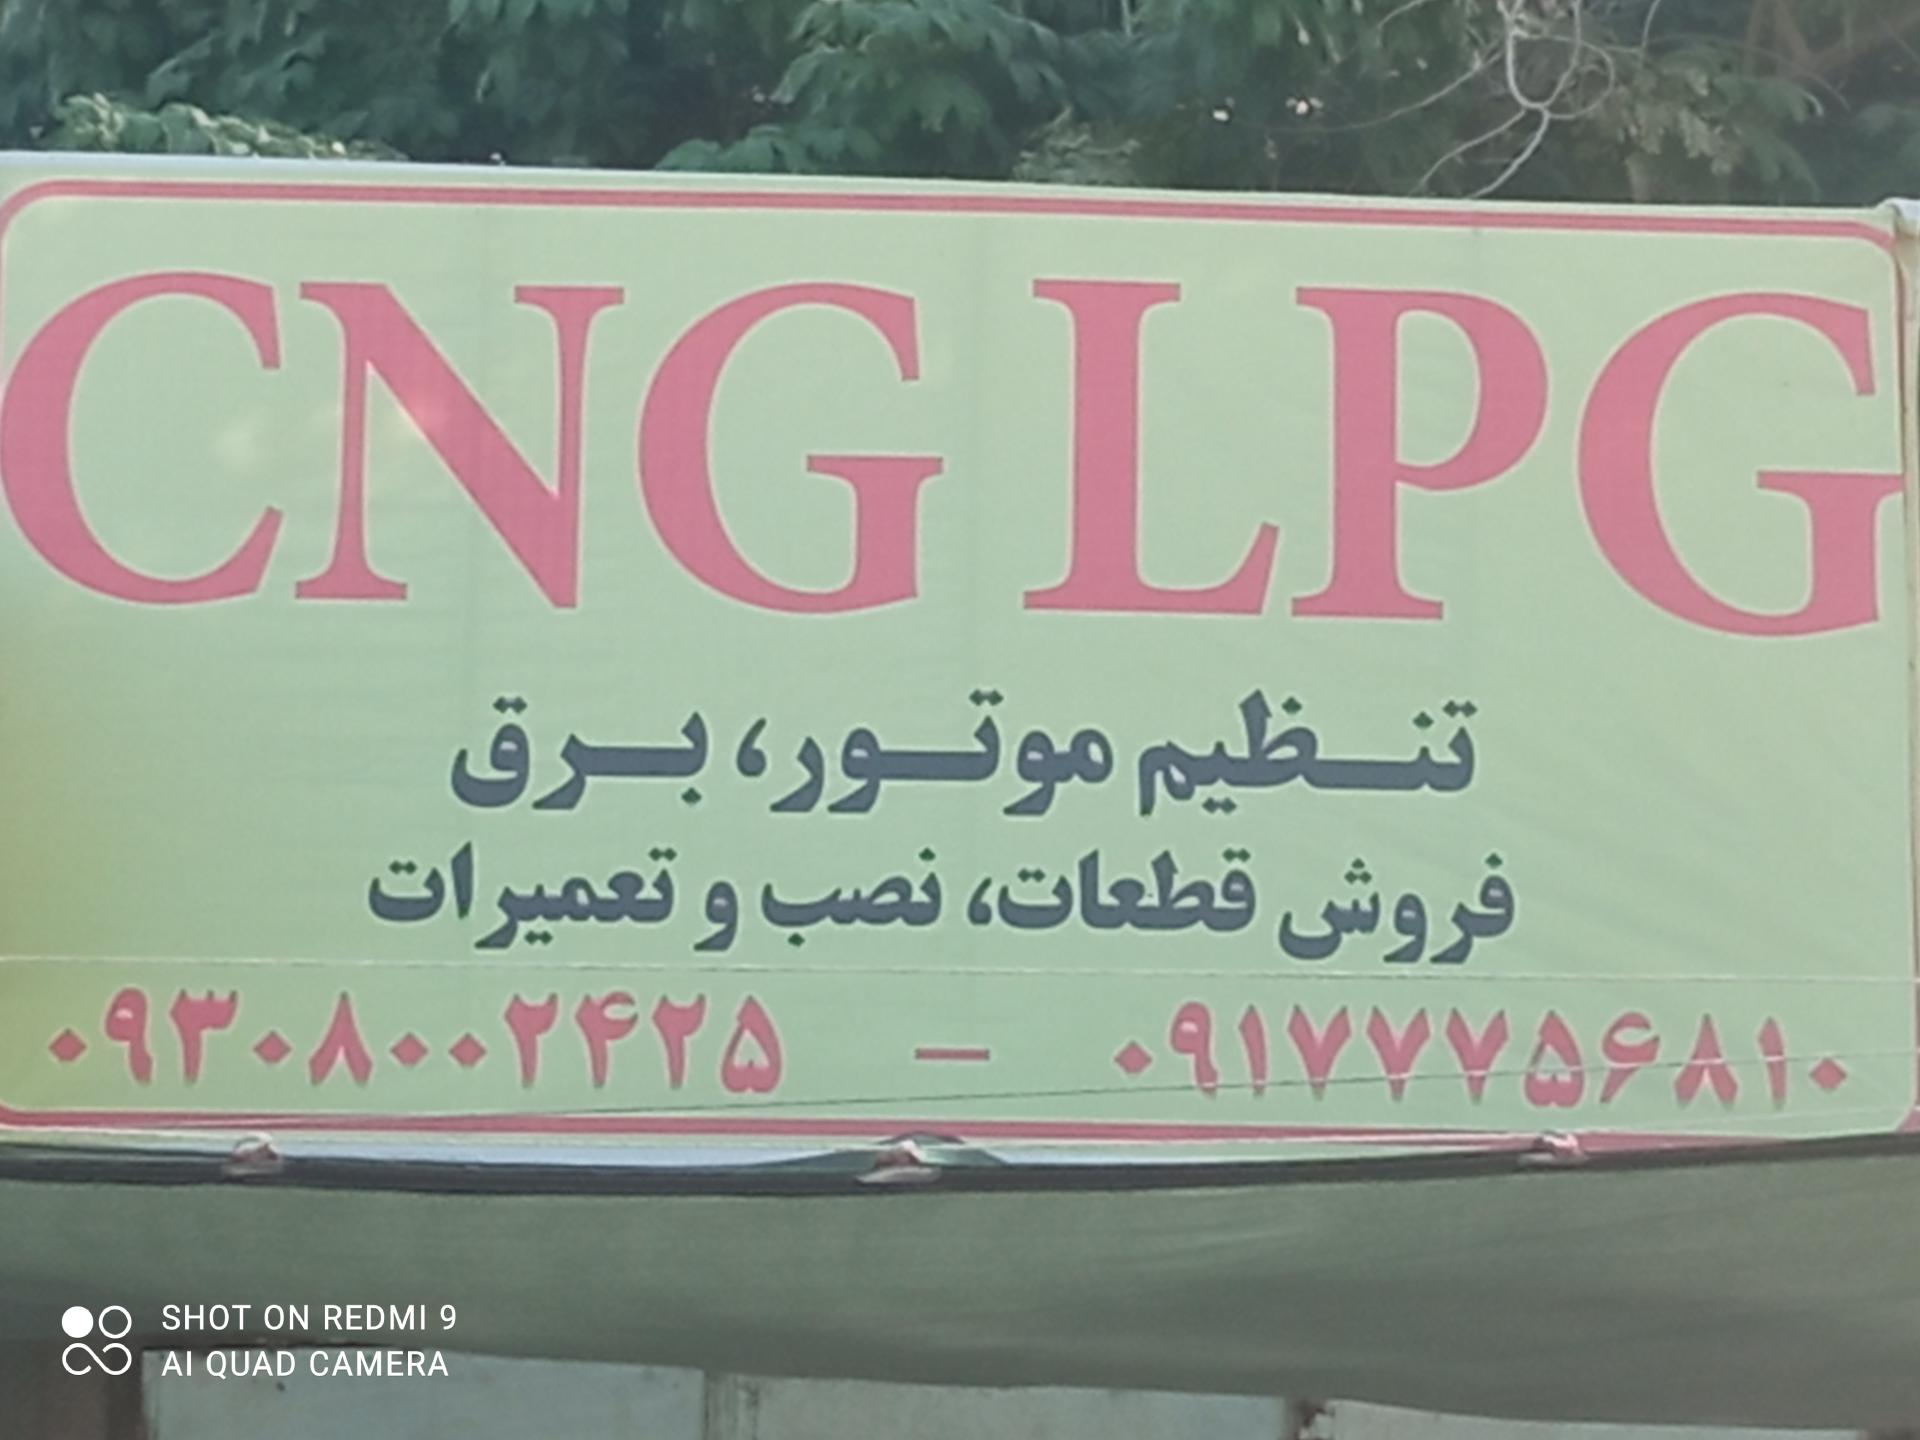 CNG LPG
تنظیم موتور، برق
فروش قطعات، نصب و تعمیرات
۰۹۳۰۸۰۰۲۴۲۵ - ۰۹۱۷۷۷۵۶۸۱۰
SHOT ON REDMI 9
AI QUAD CAMERA